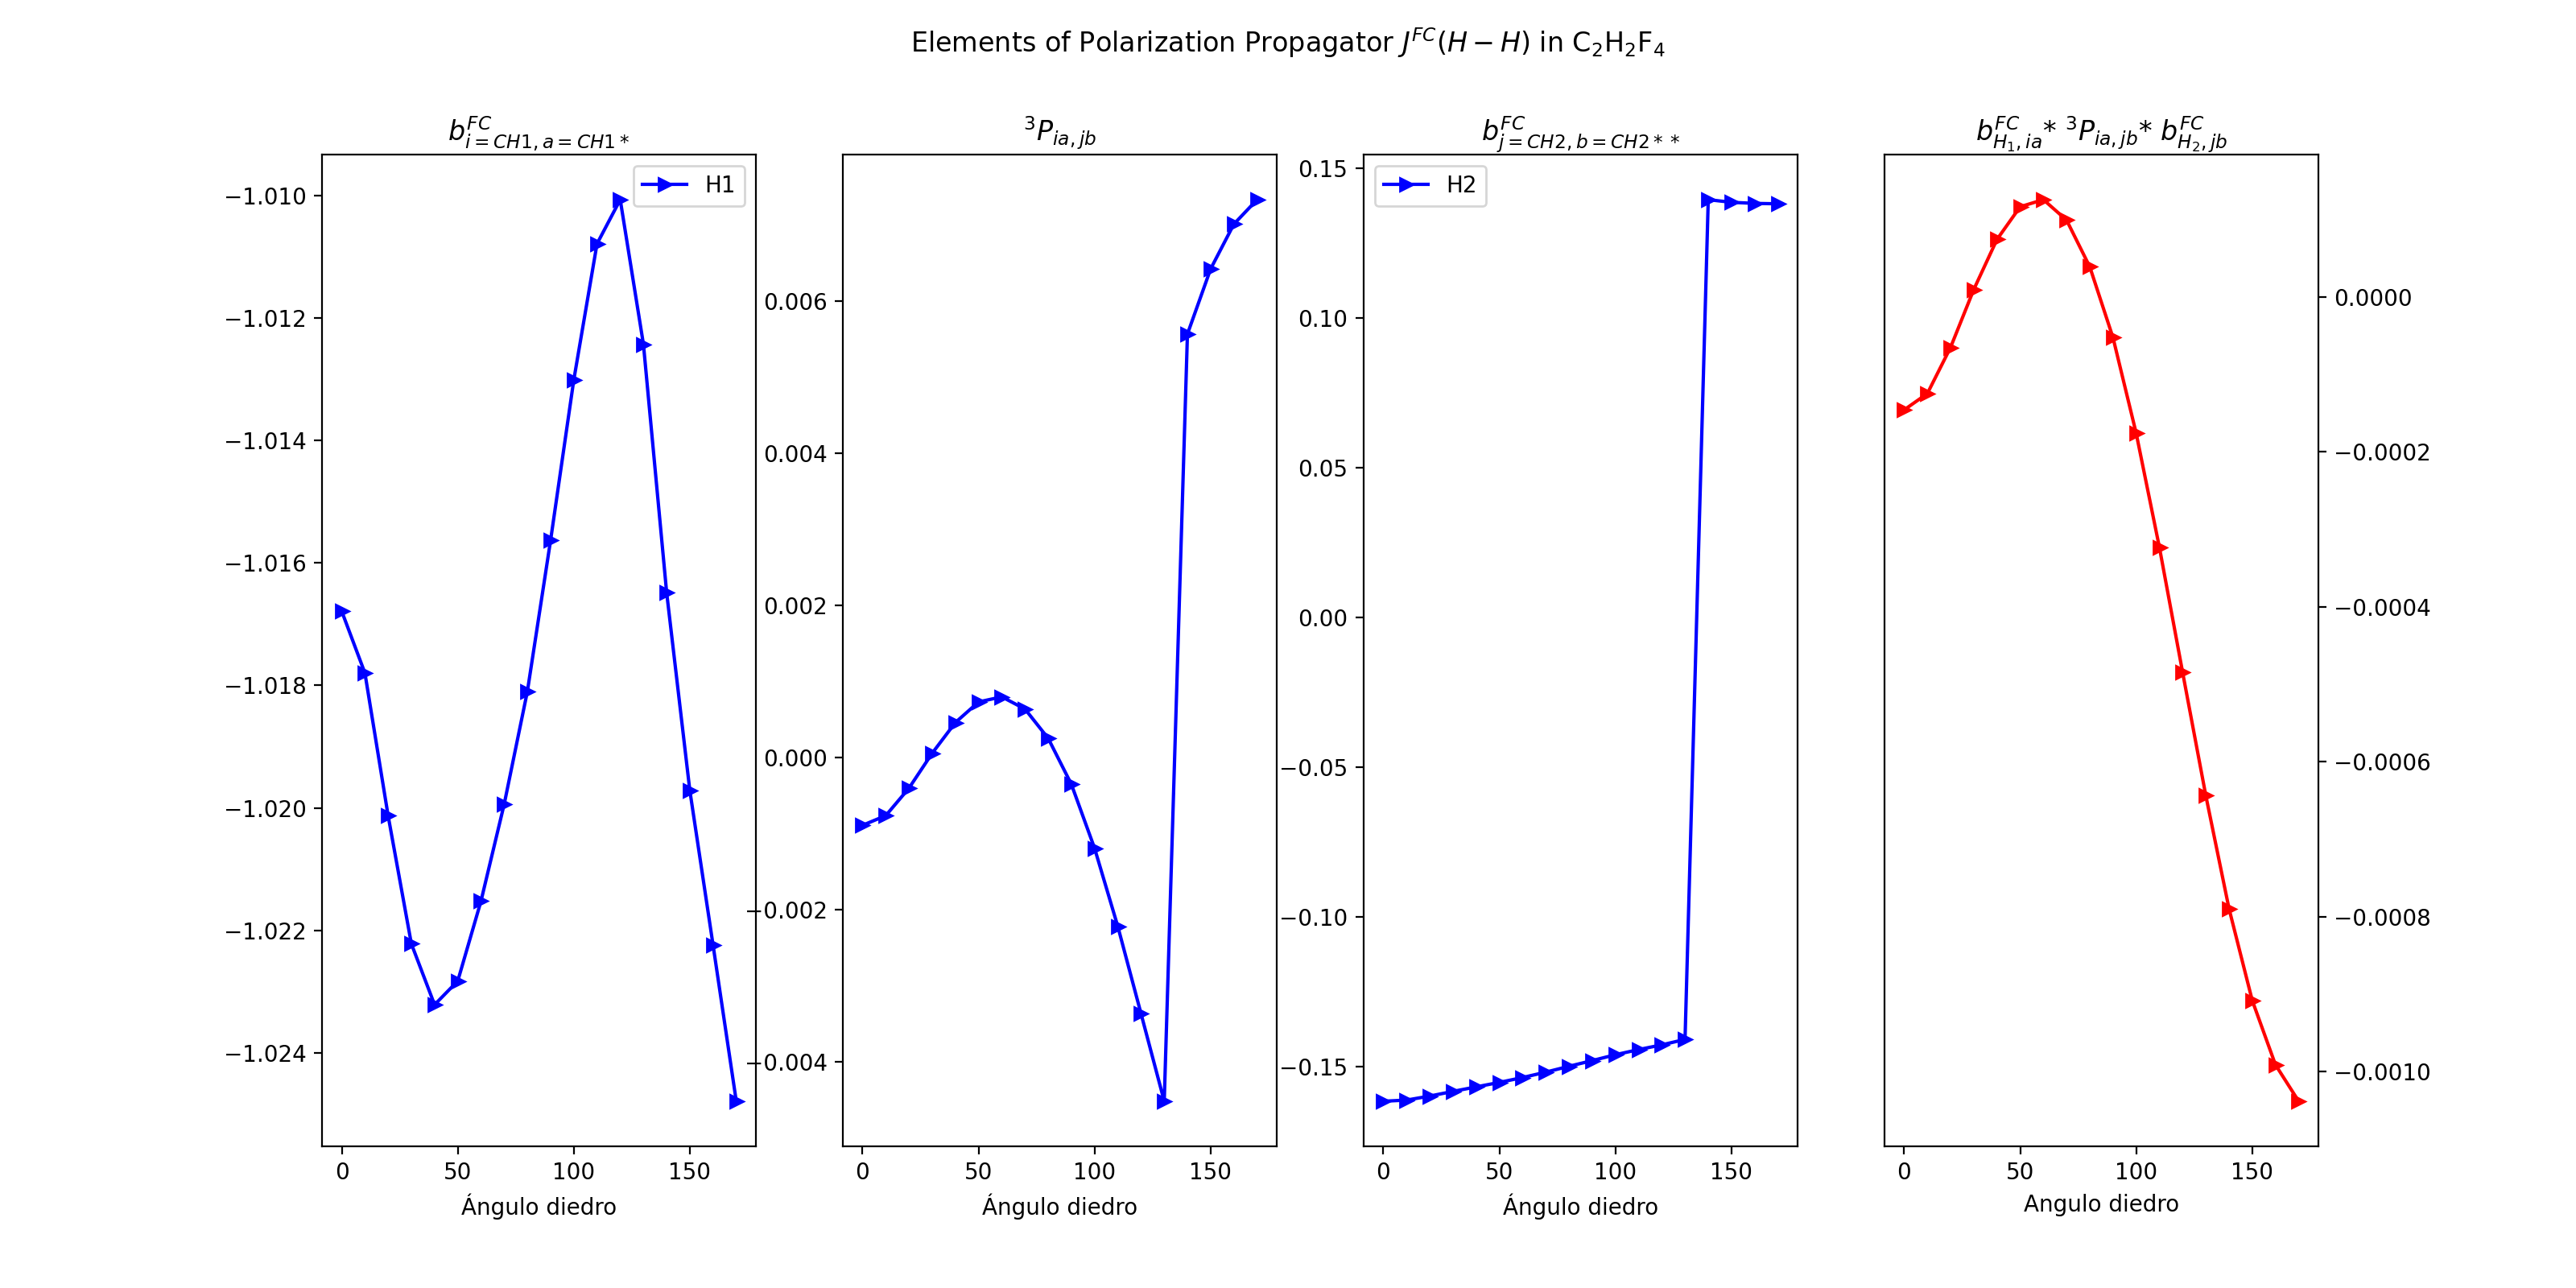 Elements of Polarization Propagator J^{FC}(H − H) in C₂H₂F₄
b^{FC}_{i=CH1,a=CH1*}
³P_{ia,jb}
b^{FC}_{j=CH2,b=CH2**}
b^{FC}_{H₁,ia}* ³P_{ia,jb}* b^{FC}_{H₂,jb}
H1
−1.010
−1.012
−1.014
−1.016
−1.018
−1.020
−1.022
−1.024
0 50 100 150
Ángulo diedro
0.006
0.004
0.002
0.000
−0.002
−0.004
0 50 100 150
Ángulo diedro
H2
0.15
0.10
0.05
0.00
−0.05
−0.10
−0.15
0 50 100 150
Ángulo diedro
0.0000
−0.0002
−0.0004
−0.0006
−0.0008
−0.0010
0 50 100 150
Angulo diedro